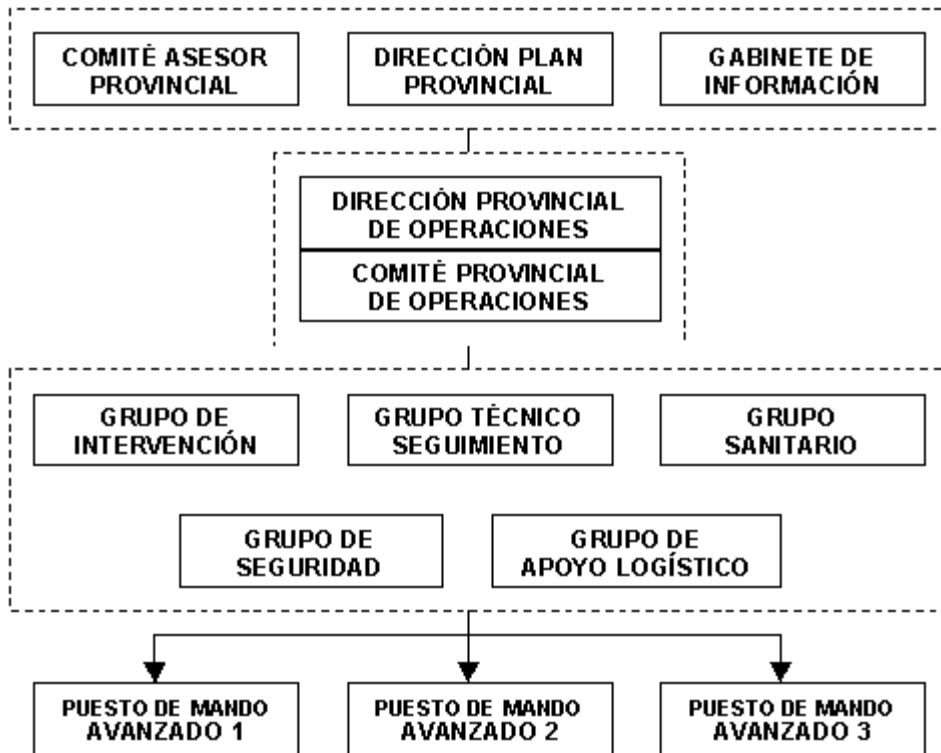 COMITÉ ASESOR
PROVINCIAL
DIRECCIÓN PLAN
PROVINCIAL
GABINETE DE
INFORMACIÓN
DIRECCIÓN PROVINCIAL
DE OPERACIONES
COMITÉ PROVINCIAL
DE OPERACIONES
GRUPO DE
INTERVENCIÓN
GRUPO TÉCNICO
SEGUIMIENTO
GRUPO
SANITARIO
GRUPO DE
SEGURIDAD
GRUPO DE
APOYO LOGÍSTICO
PUESTO DE MANDO
AVANZADO 1
PUESTO DE MANDO
AVANZADO 2
PUESTO DE MANDO
AVANZADO 3